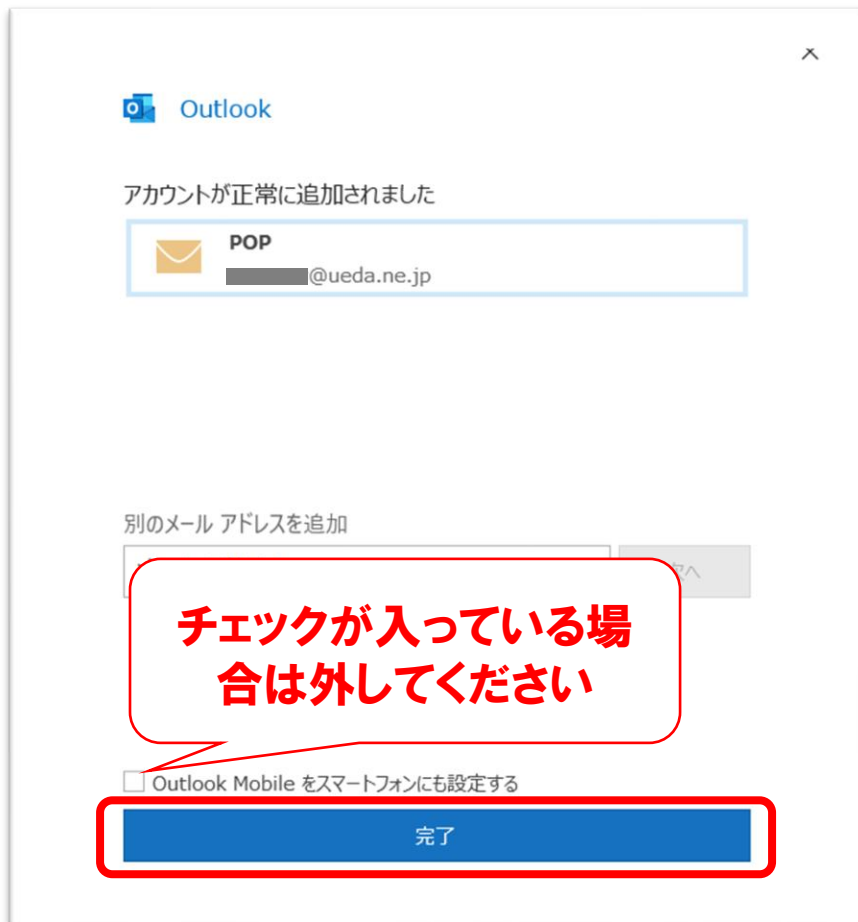 Outlook
アカウントが正常に追加されました
POP
@ueda.ne.jp
別のメール アドレスを追加
次へ
チェックが入っている場
合は外してください
Outlook Mobile をスマートフォンにも設定する
完了